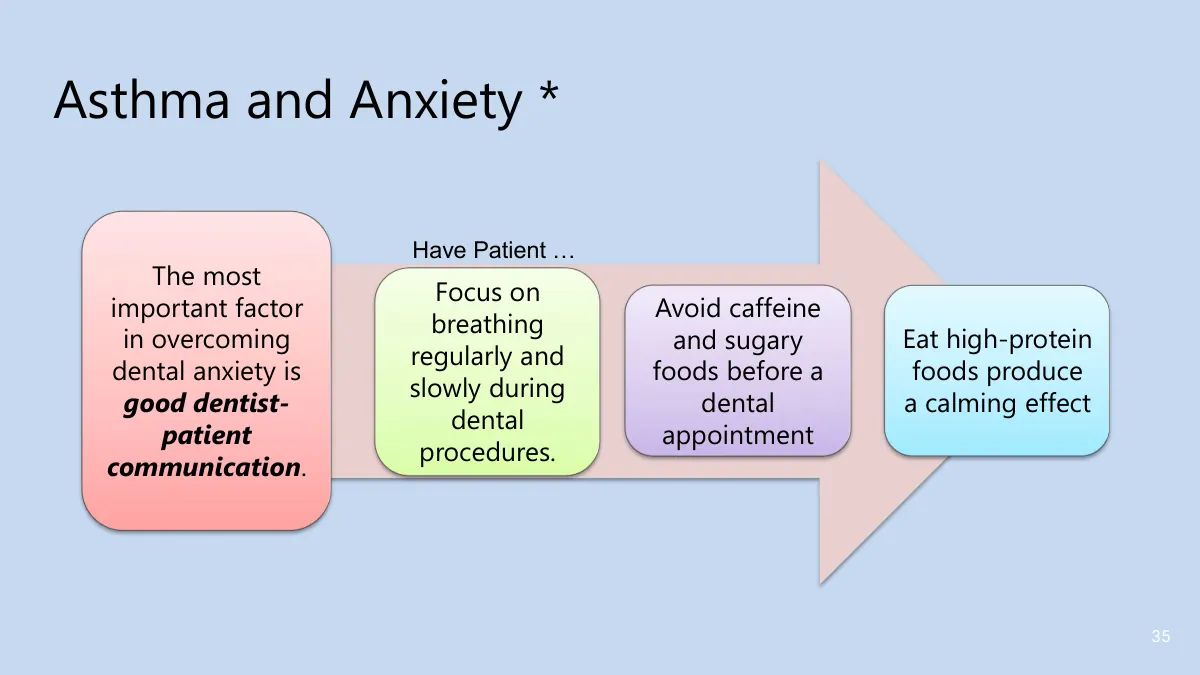 Asthma and Anxiety *
The most
important factor
in overcoming
dental anxiety is
good dentist-
patient
communication.
Have Patient …
Focus on
breathing
regularly and
slowly during
dental
procedures.
Avoid caffeine
and sugary
foods before a
dental
appointment
Eat high-protein
foods produce
a calming effect
35